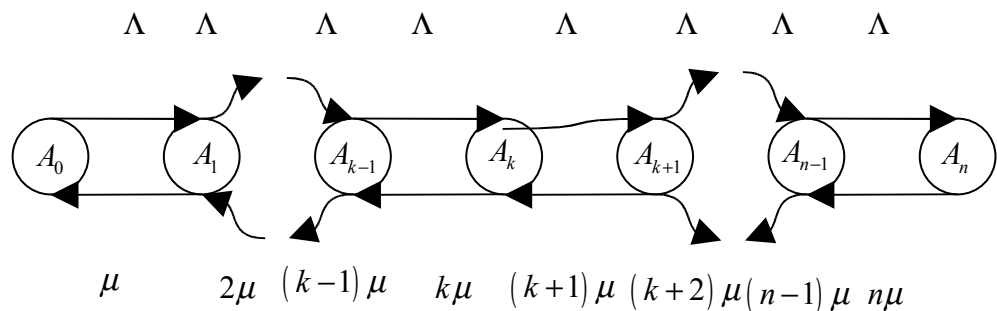 Λ Λ Λ Λ Λ Λ Λ Λ
A₀ A₁ Aₖ₋₁ Aₖ Aₖ₊₁ Aₙ₋₁ Aₙ
μ 2μ (k−1)μ kμ (k+1)μ (k+2)μ (n−1)μ nμ